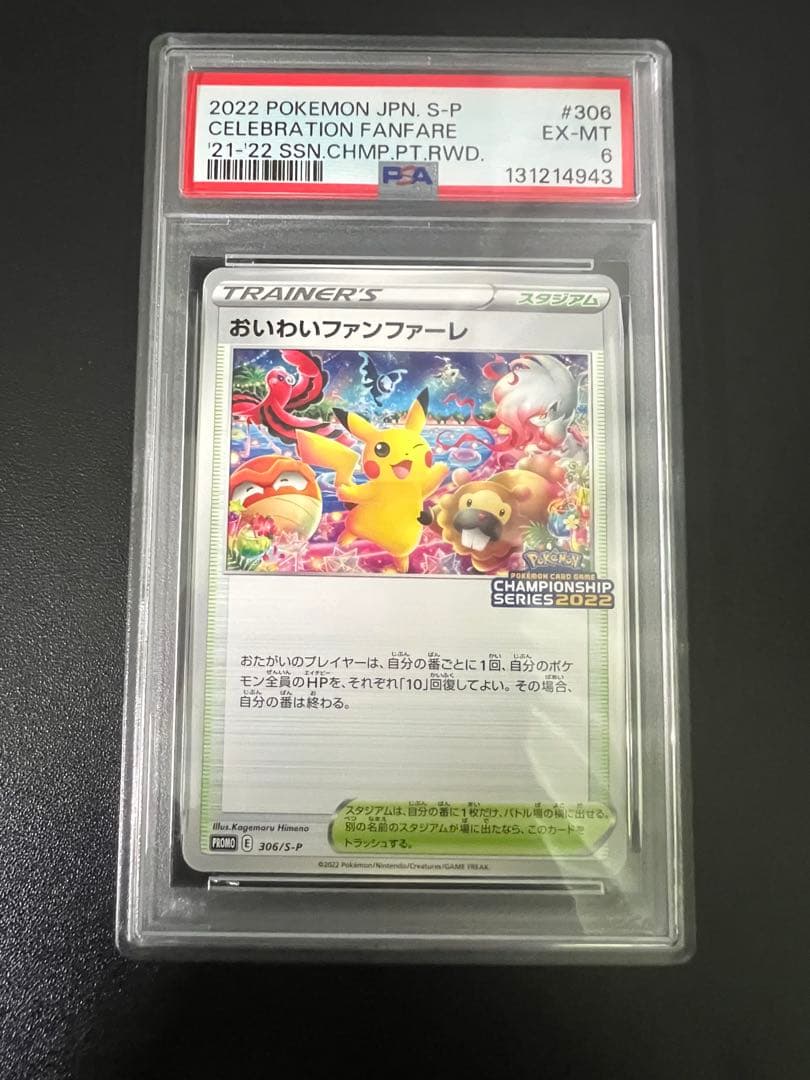 2022 POKEMON JPN. S-P #306
CELEBRATION FANFARE EX-MT
'21-'22 SSN.CHMP.PT.RWD. 6
PSA 131214943
TRAINER'S スタジアム
おいわいファンファーレ
Pokémon
POKÉMON CARD GAME
CHAMPIONSHIP
SERIES 2022
おたがいのプレイヤーは、自分の番ごとに1回、自分のポケ
モン全員のHPを、それぞれ「10」回復してよい。その場合、
自分の番は終わる。
スタジアムは、自分の番に1枚だけ、バトル場の横に出せる。
別の名前のスタジアムが場に出たなら、このカードを
トラッシュする。
Illus.Kagemaru Himeno
PROMO E 306/S-P
©2022 Pokémon/Nintendo/Creatures/GAME FREAK.